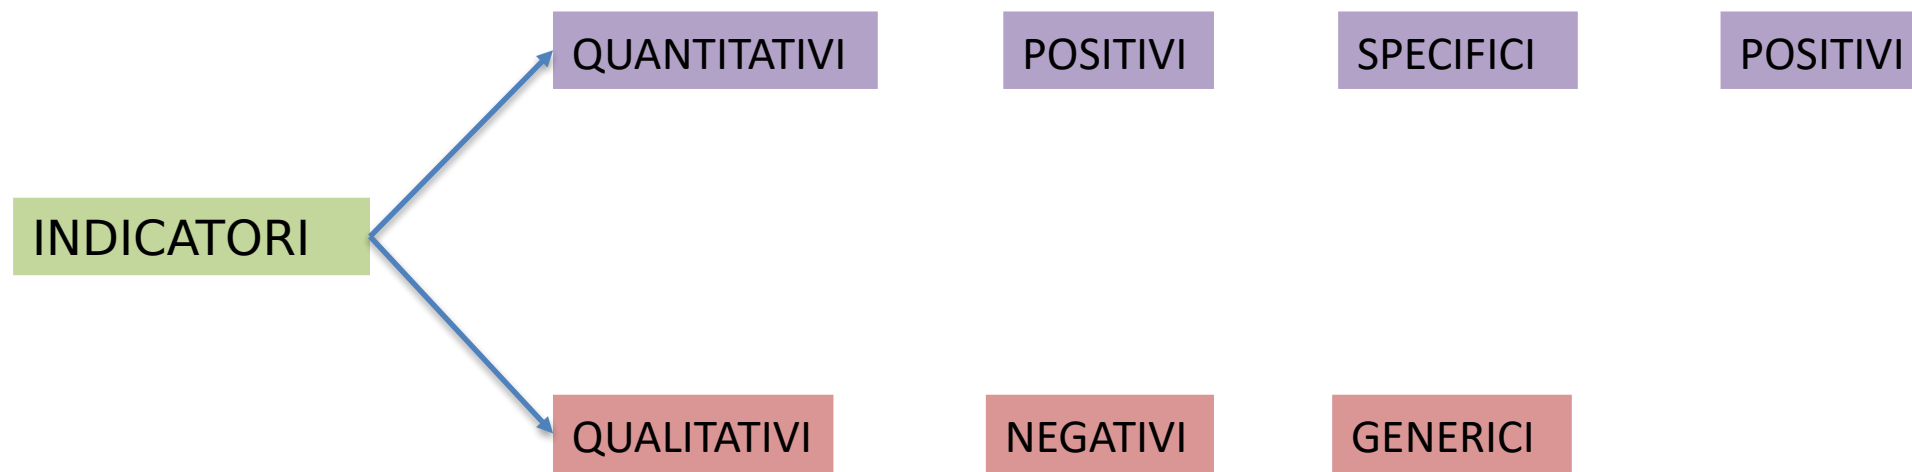 QUANTITATIVI POSITIVI SPECIFICI POSITIVI
INDICATORI
QUALITATIVI NEGATIVI GENERICI